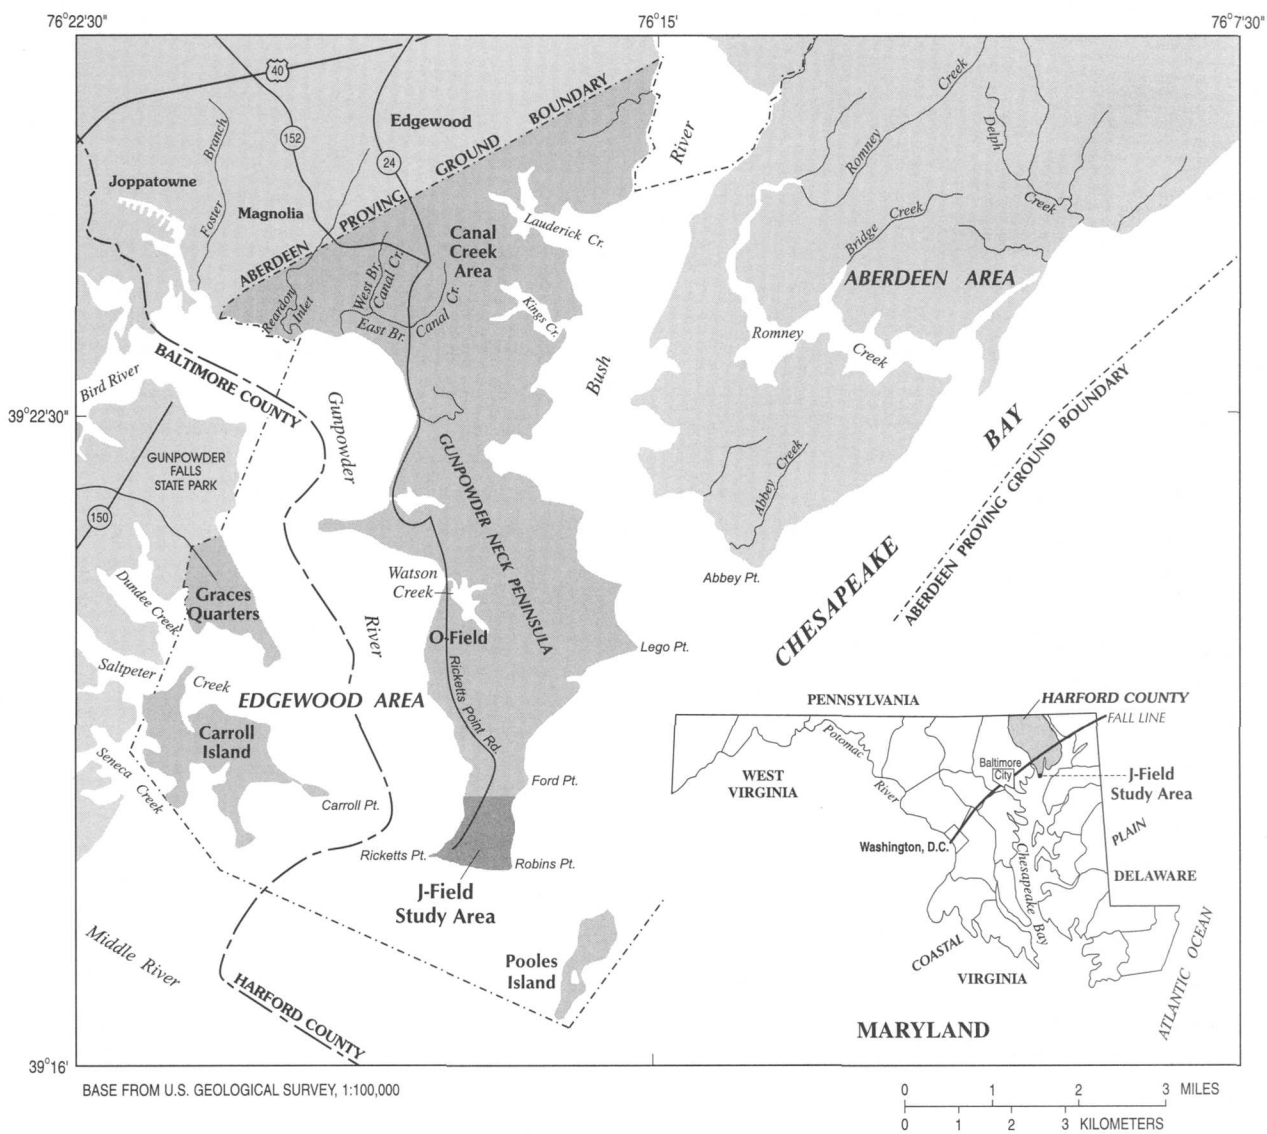 76°22'30"
76°15'
76°7'30"
40
152
24
Edgewood
ABERDEEN PROVING GROUND BOUNDARY
River
Creek
Romney
Delph
Creek
Joppatowne
Foster Branch
Magnolia
Canal
Creek
Area
Lauderick Cr.
Bridge Creek
ABERDEEN AREA
Reardon
Inlet
West Br.
Canal Cr.
East Br. Canal Cr.
Kings Cr.
Romney
Creek
Bush
BALTIMORE COUNTY
Bird River
39°22'30"
Gunpowder
River
GUNPOWDER
FALLS
STATE PARK
150
GUNPOWDER NECK PENINSULA
Abbey Creek
Abbey Pt.
CHESAPEAKE
BAY
ABERDEEN PROVING GROUND BOUNDARY
Dundee Creek
Graces
Quarters
Watson
Creek
O-Field
Lego Pt.
Saltpeter
Creek
EDGEWOOD AREA
Ricketts Point Rd.
Carroll
Island
Seneca
Creek
Carroll Pt.
Ford Pt.
Ricketts Pt.
Robins Pt.
J-Field
Study Area
Middle River
Pooles
Island
HARFORD COUNTY
39°16'
PENNSYLVANIA
HARFORD COUNTY
FALL LINE
Potomac
River
WEST
VIRGINIA
Baltimore
City
J-Field
Study Area
Washington, D.C.
PLAIN
Chesapeake Bay
DELAWARE
COASTAL
VIRGINIA
ATLANTIC OCEAN
MARYLAND
BASE FROM U.S. GEOLOGICAL SURVEY, 1:100,000
0 1 2 3 MILES
0 1 2 3 KILOMETERS